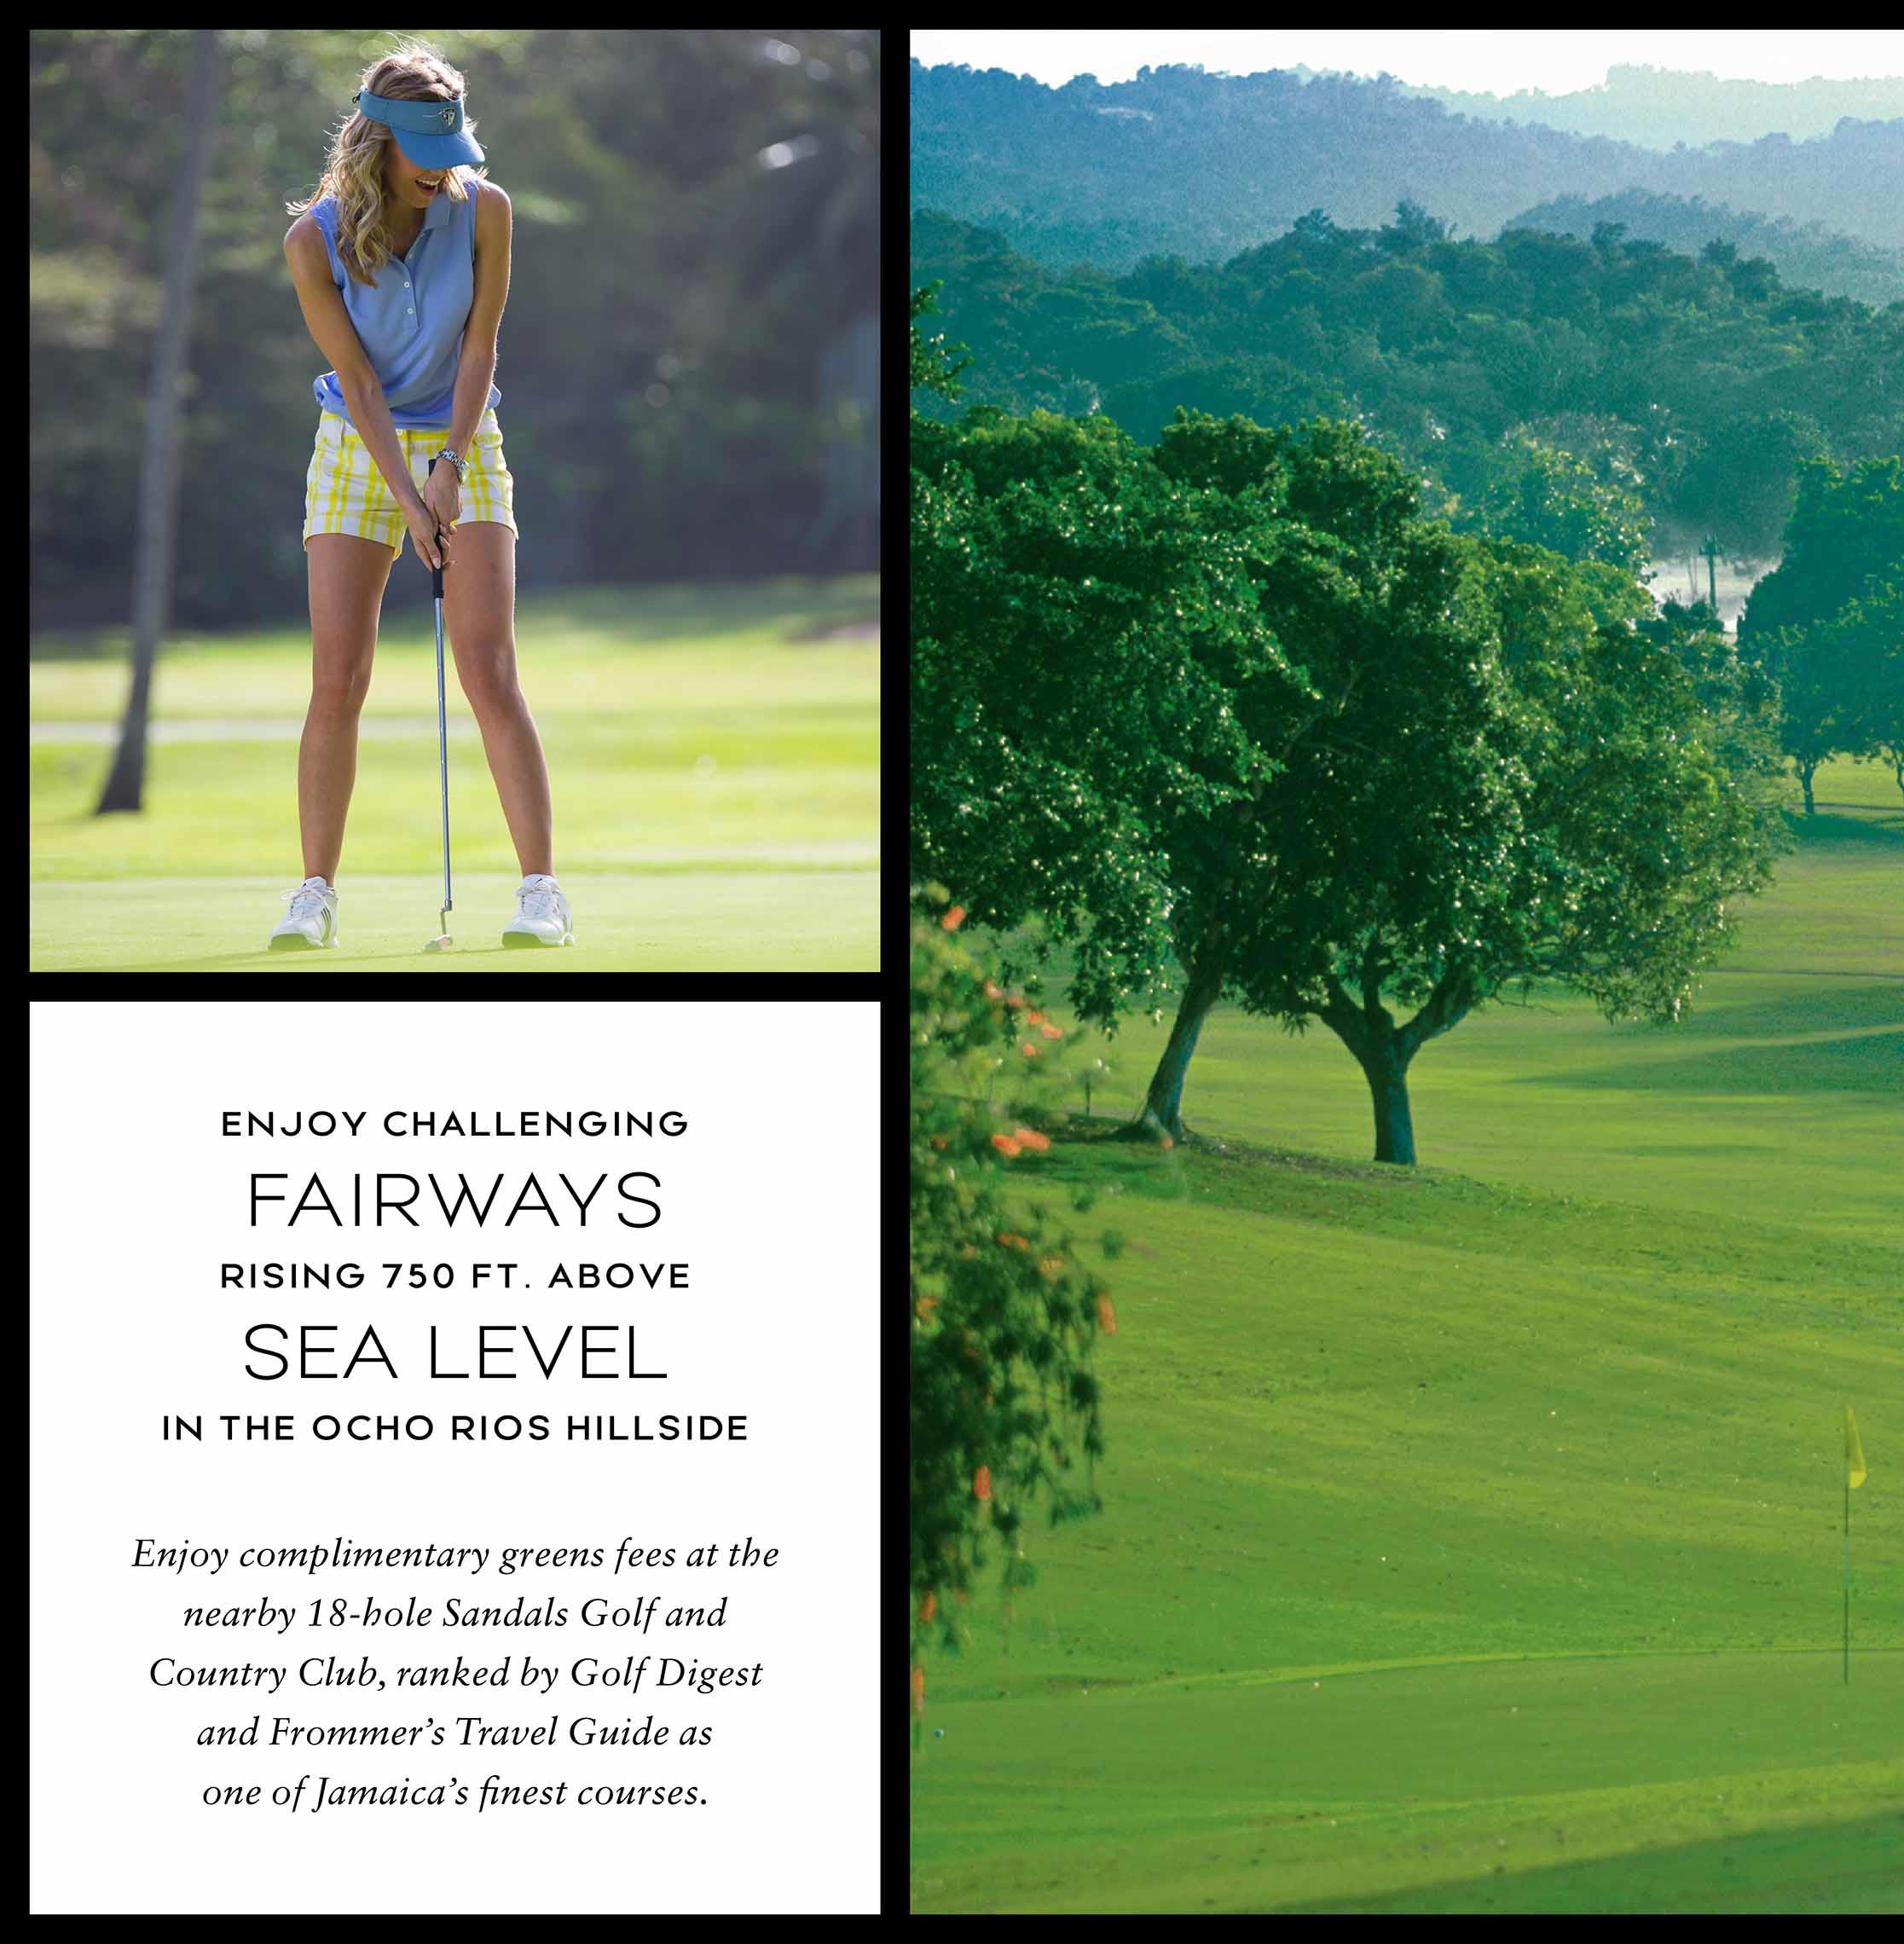 ENJOY CHALLENGING
FAIRWAYS
RISING 750 FT. ABOVE
SEA LEVEL
IN THE OCHO RIOS HILLSIDE
Enjoy complimentary greens fees at the
nearby 18-hole Sandals Golf and
Country Club, ranked by Golf Digest
and Frommer’s Travel Guide as
one of Jamaica’s finest courses.